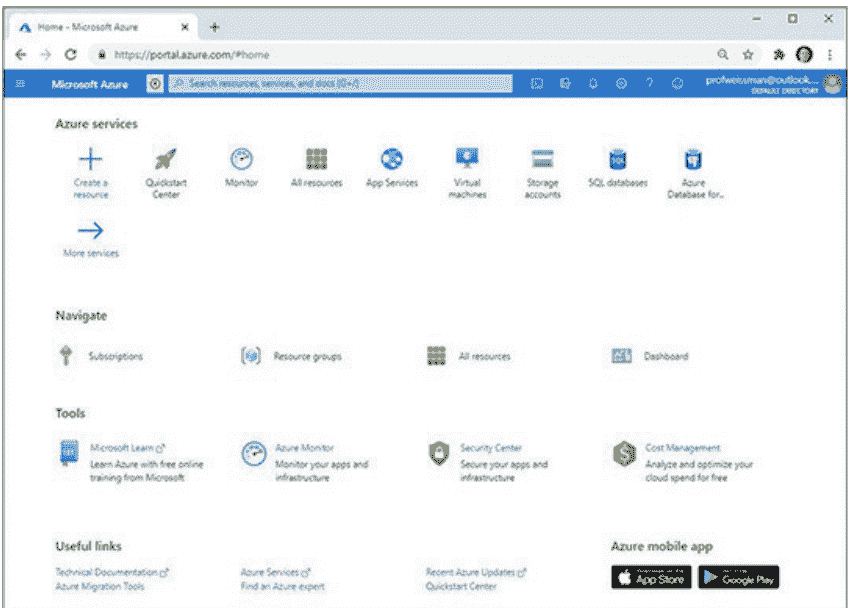 Home - Microsoft Azure
https://portal.azure.com/#home
Microsoft Azure
Search resources, services, and docs (G+/)
profweissman@outlook....
DEFAULT DIRECTORY
Azure services
Create a resource
Quickstart Center
Monitor
All resources
App Services
Virtual machines
Storage accounts
SQL databases
Azure Database for...
More services
Navigate
Subscriptions
Resource groups
All resources
Dashboard
Tools
Microsoft Learn
Learn Azure with free online
training from Microsoft
Azure Monitor
Monitor your apps and
infrastructure
Security Center
Secure your apps and
infrastructure
Cost Management
Analyze and optimize your
cloud spend for free
Useful links
Technical Documentation
Azure Migration Tools
Azure Services
Find an Azure expert
Recent Azure Updates
Quickstart Center
Azure mobile app
App Store
Google Play